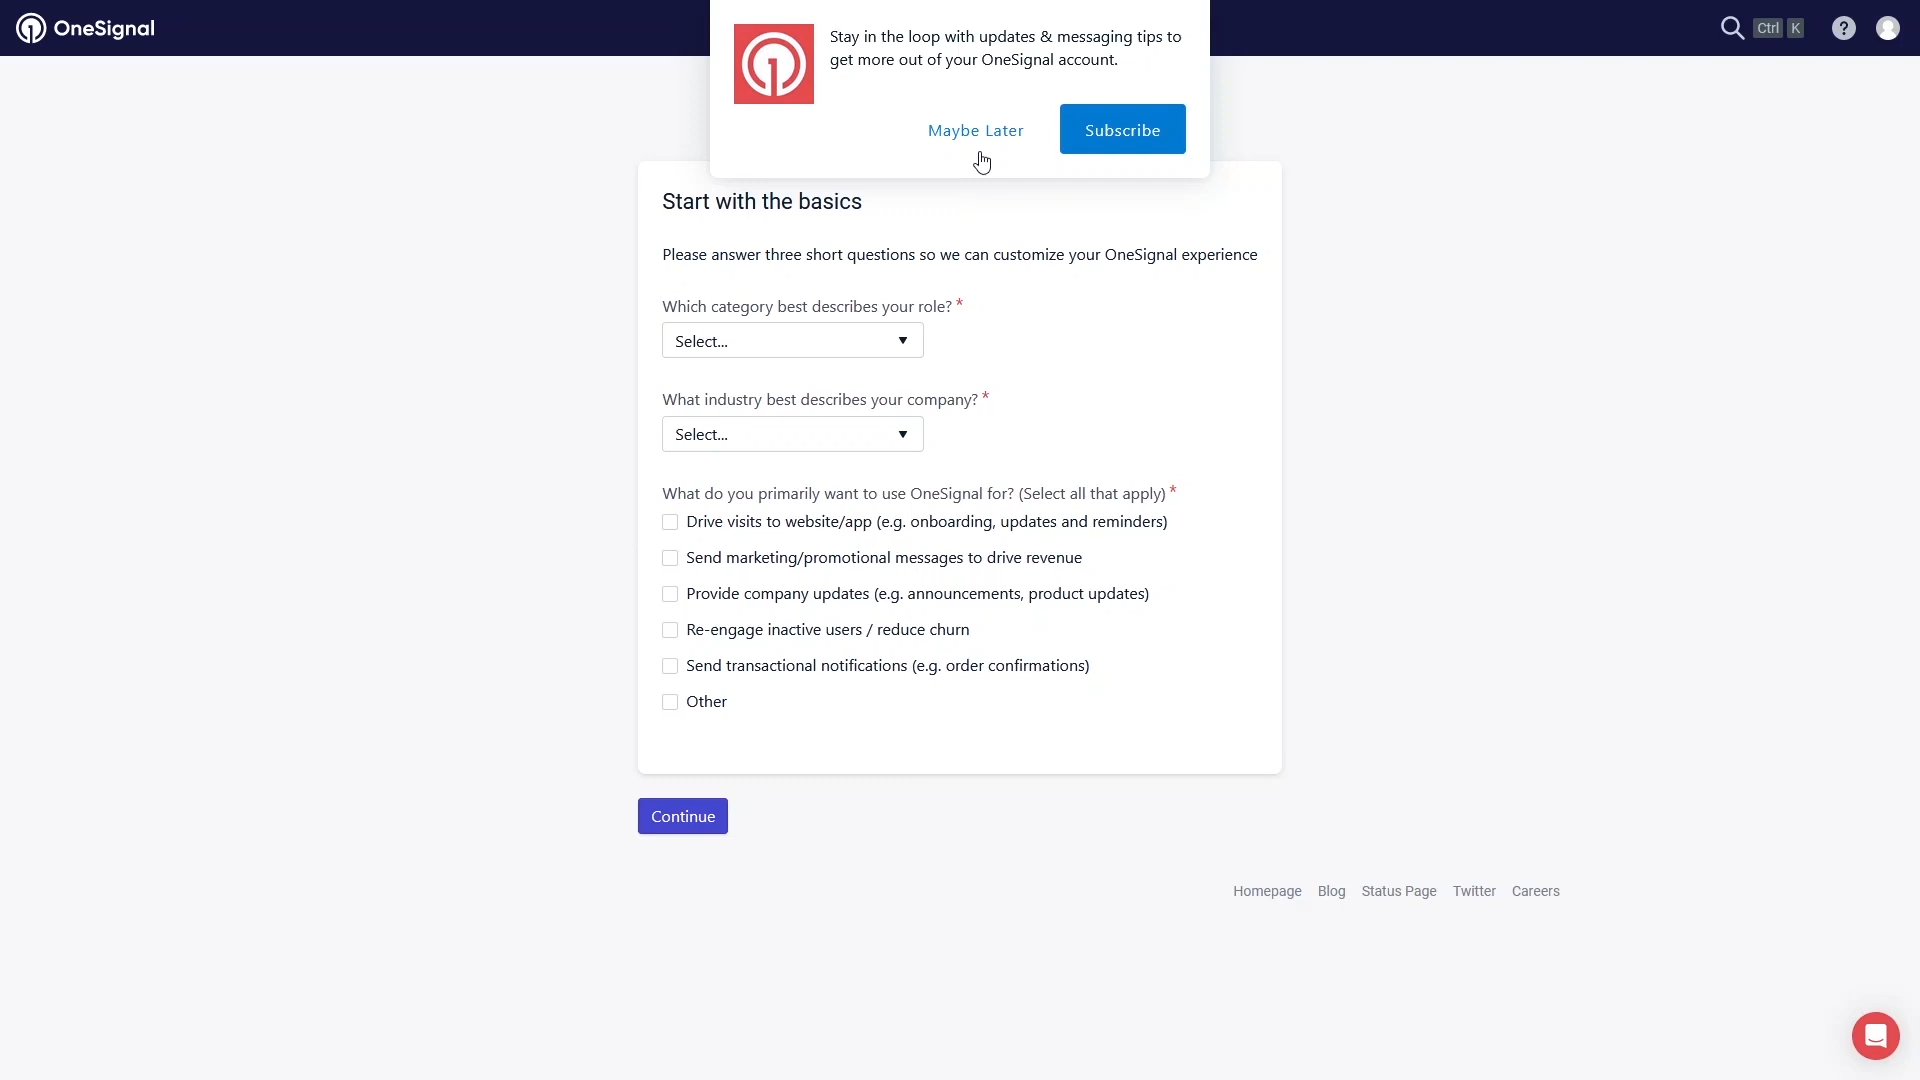 OneSignal
Ctrl K
?
Stay in the loop with updates & messaging tips to
get more out of your OneSignal account.
Maybe Later
Subscribe
Start with the basics
Please answer three short questions so we can customize your OneSignal experience
Which category best describes your role? *
Select...
What industry best describes your company? *
Select...
What do you primarily want to use OneSignal for? (Select all that apply) *
Drive visits to website/app (e.g. onboarding, updates and reminders)
Send marketing/promotional messages to drive revenue
Provide company updates (e.g. announcements, product updates)
Re-engage inactive users / reduce churn
Send transactional notifications (e.g. order confirmations)
Other
Continue
Homepage Blog Status Page Twitter Careers